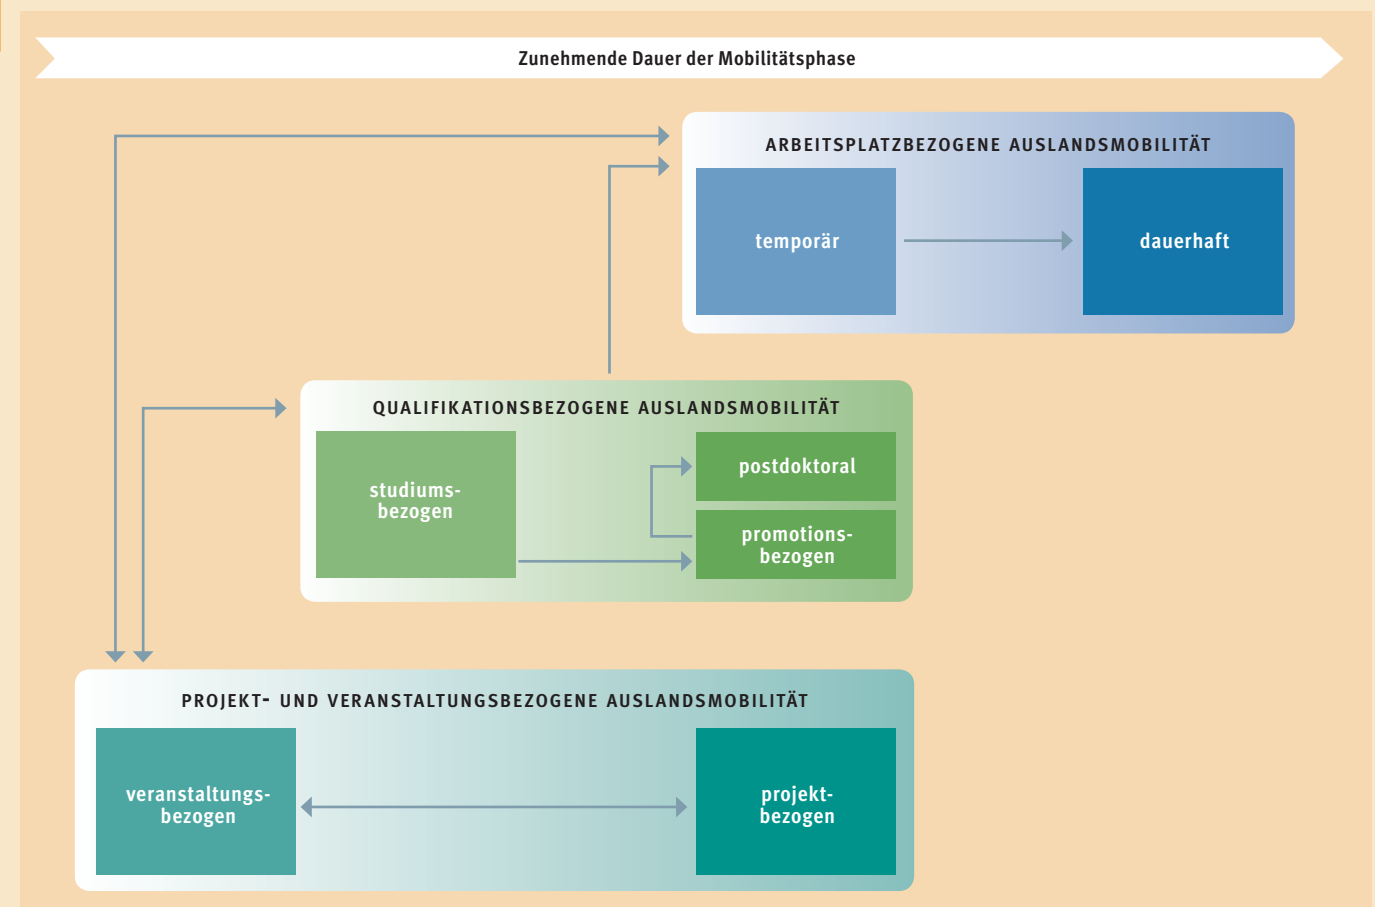 Zunehmende Dauer der Mobilitätsphase
ARBEITSPLATZBEZOGENE AUSLANDSMOBILITÄT
temporär
dauerhaft
QUALIFIKATIONSBEZOGENE AUSLANDSMOBILITÄT
studiums-
bezogen
postdoktoral
promotions-
bezogen
PROJEKT- UND VERANSTALTUNGSBEZOGENE AUSLANDSMOBILITÄT
veranstaltungs-
bezogen
projekt-
bezogen